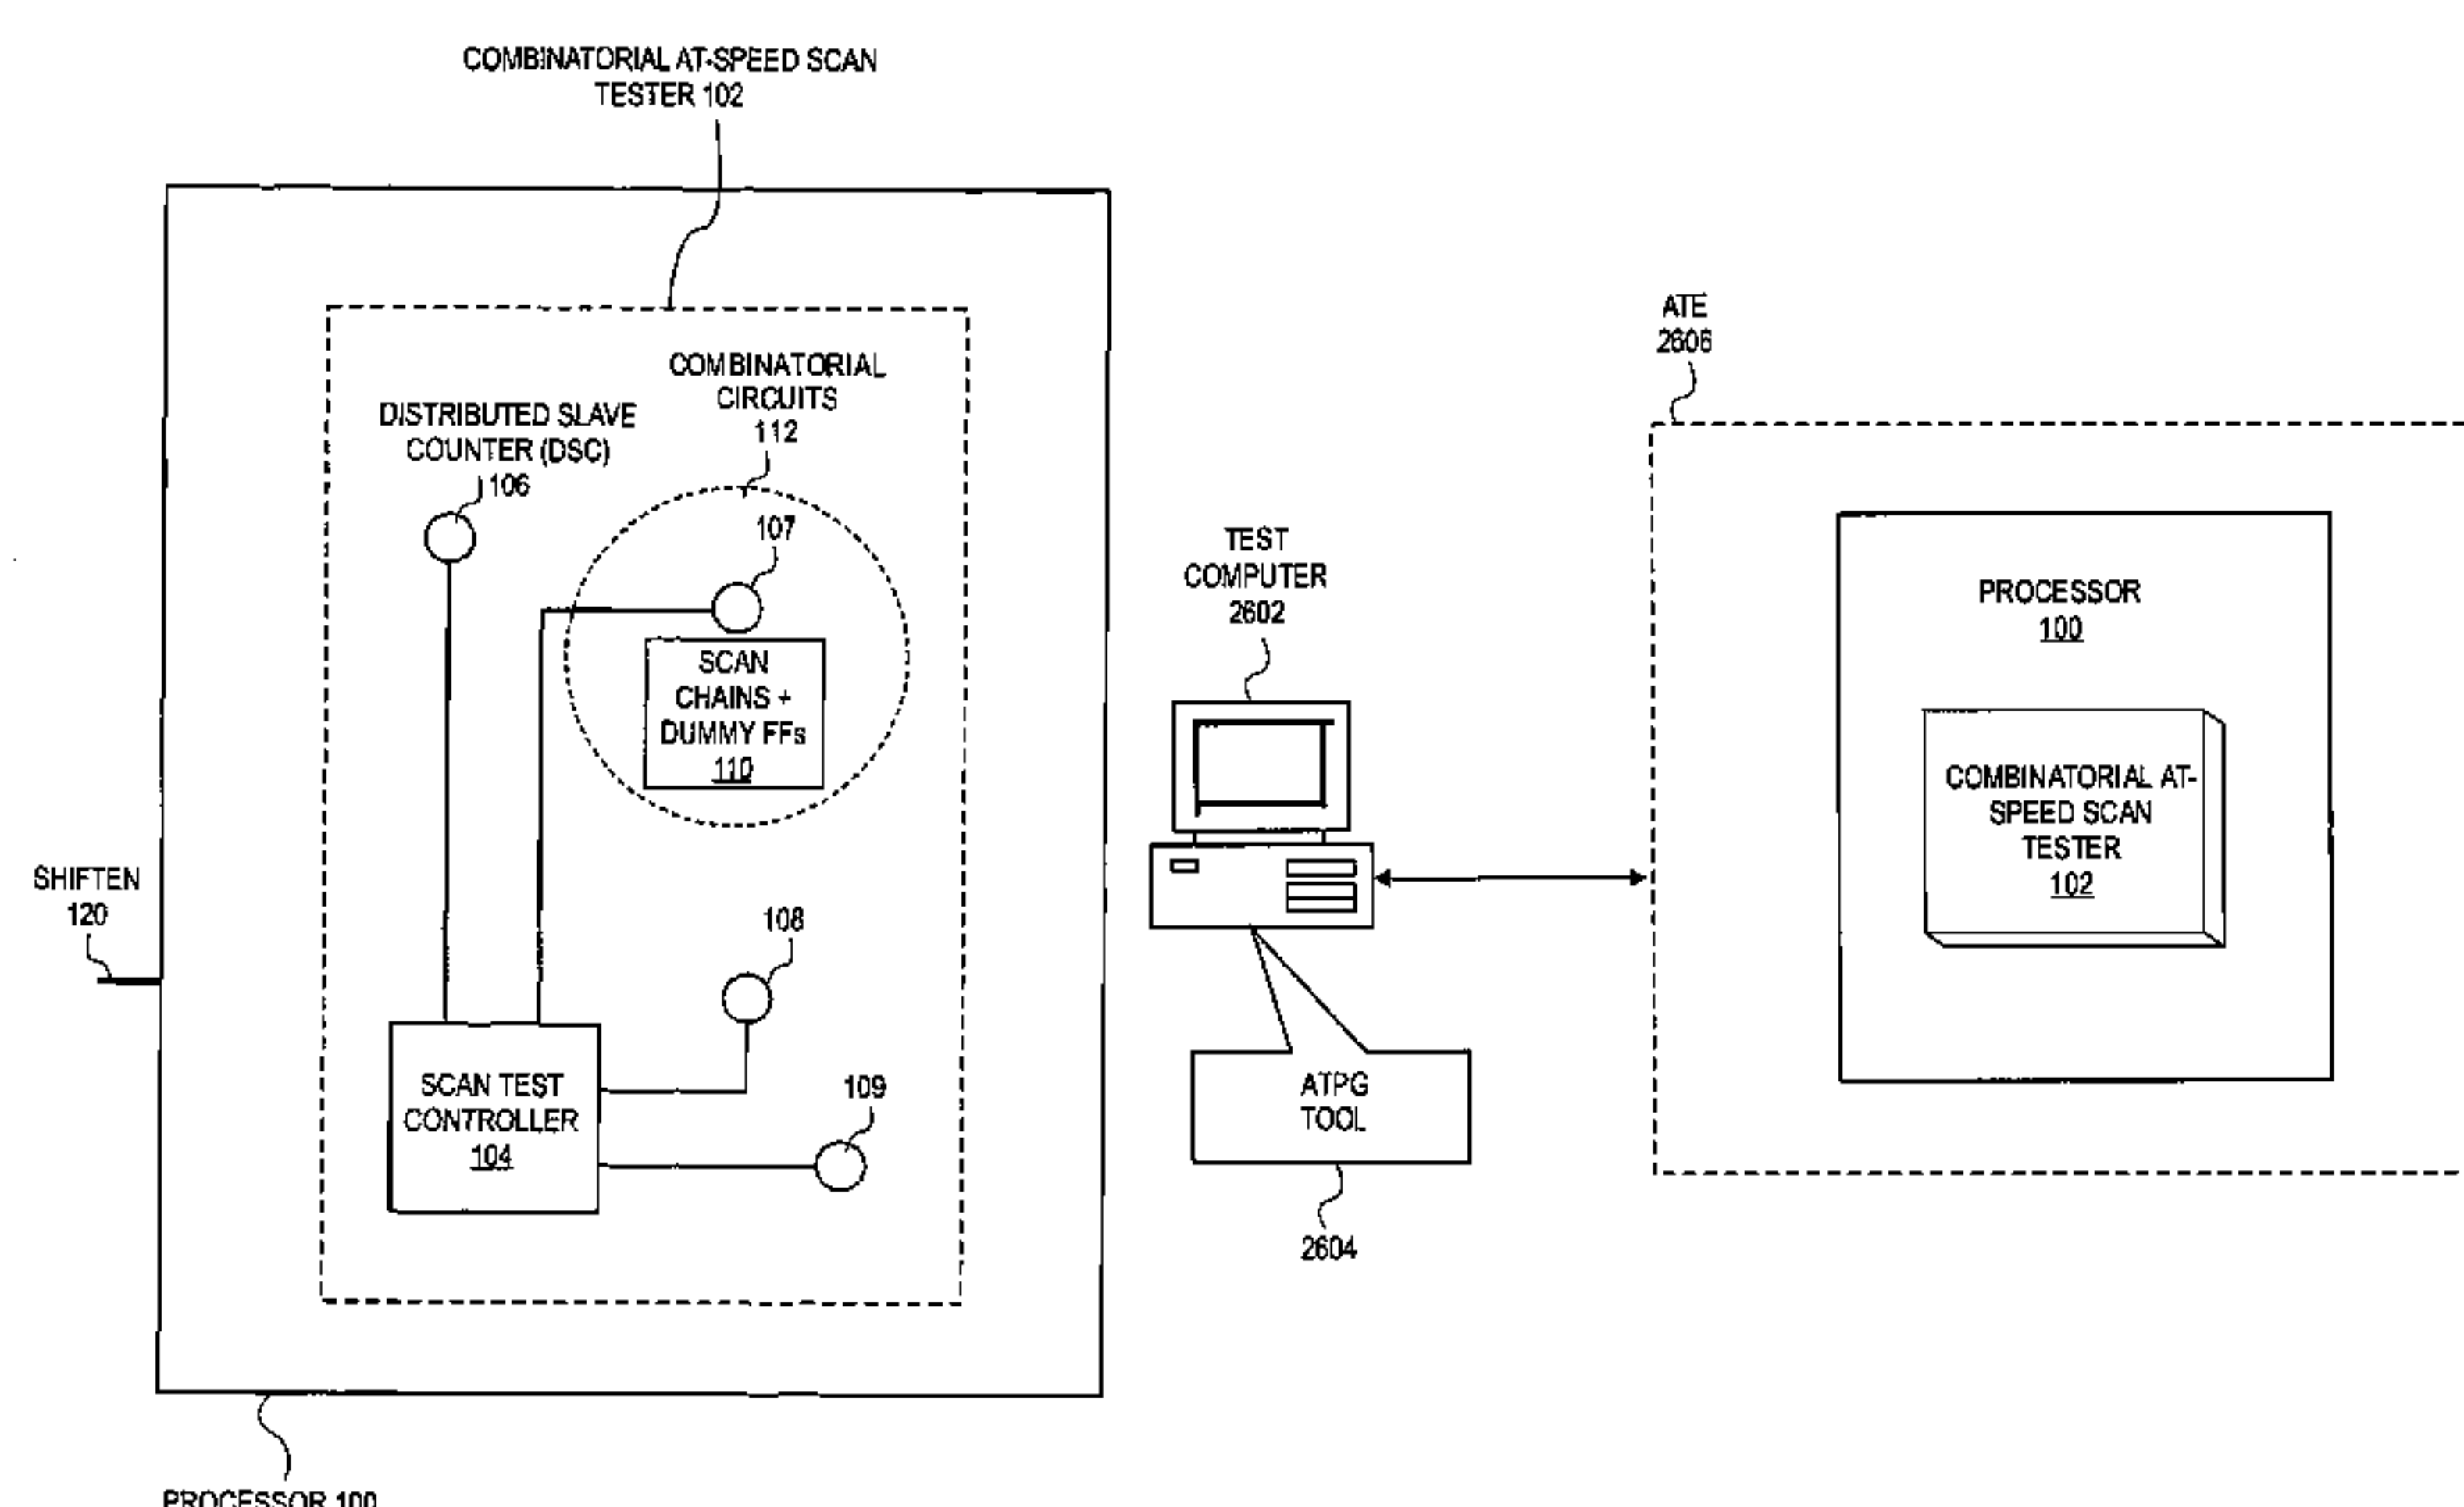 COMBINATORIAL AT-SPEED SCAN
TESTER 102
COMBINATORIAL
CIRCUITS
112
DISTRIBUTED SLAVE
COUNTER (DSC)
106
107
SCAN
CHAINS +
DUMMY FFs
110
SHIFTEN
120
108
SCAN TEST
CONTROLLER
104
109
PROCESSOR 100
TEST
COMPUTER
2602
ATPG
TOOL
2604
ATE
2606
PROCESSOR
100
COMBINATORIAL AT-
SPEED SCAN
TESTER
102